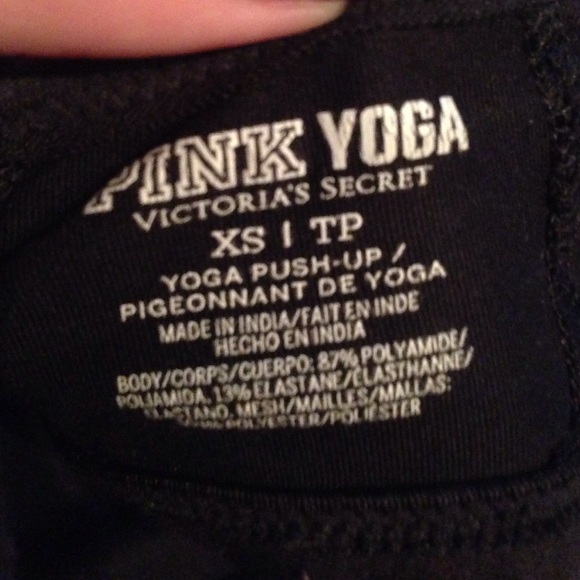 PINK YOGA
VICTORIA'S SECRET
XS | TP
YOGA PUSH-UP /
PIGEONNANT DE YOGA
MADE IN INDIA/FAIT EN INDE
HECHO EN INDIA
BODY/CORPS/CUERPO: 87% POLYAMIDE/
POLIAMIDA, 13% ELASTANE/ÉLASTHANNE/
ELASTANO. MESH/MAILLES/MALLAS:
POLYESTER/POLIÉSTER